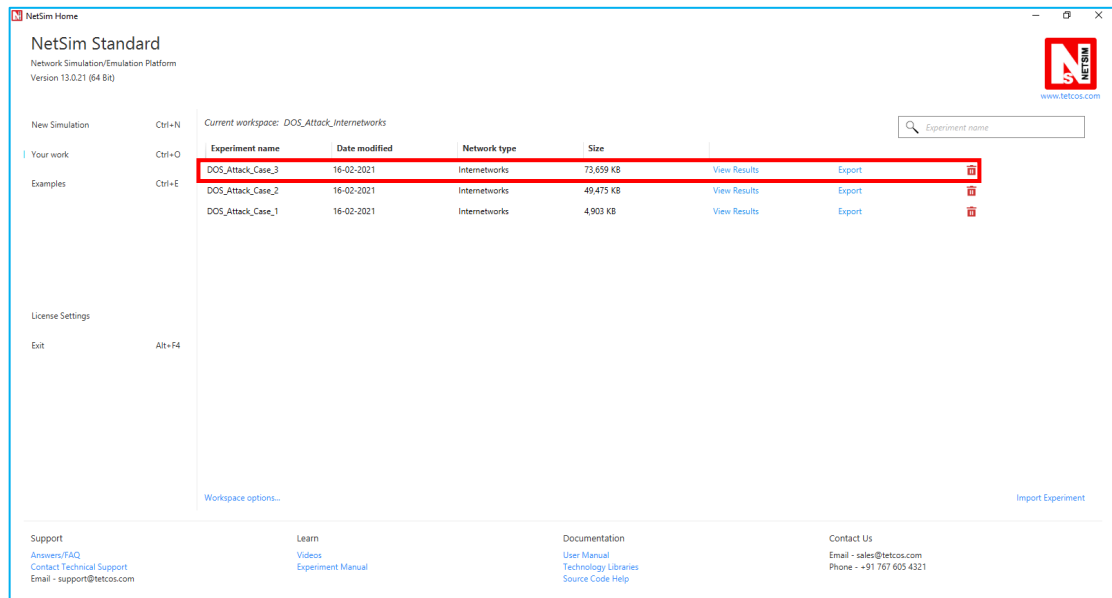 NetSim Home
NetSim Standard
Network Simulation/Emulation Platform
Version 13.0.21 (64 Bit)
NETSIM
NS
www.tetcos.com
New Simulation Ctrl+N
Your work Ctrl+O
Examples Ctrl+E
License Settings
Exit Alt+F4
Current workspace: DOS_Attack_Internetworks
Experiment name
Experiment name Date modified Network type Size
DOS_Attack_Case_3 16-02-2021 Internetworks 73,659 KB View Results Export
DOS_Attack_Case_2 16-02-2021 Internetworks 49,475 KB View Results Export
DOS_Attack_Case_1 16-02-2021 Internetworks 4,903 KB View Results Export
Workspace options...
Import Experiment
Support
Answers/FAQ
Contact Technical Support
Email - support@tetcos.com
Learn
Videos
Experiment Manual
Documentation
User Manual
Technology Libraries
Source Code Help
Contact Us
Email - sales@tetcos.com
Phone - +91 767 605 4321